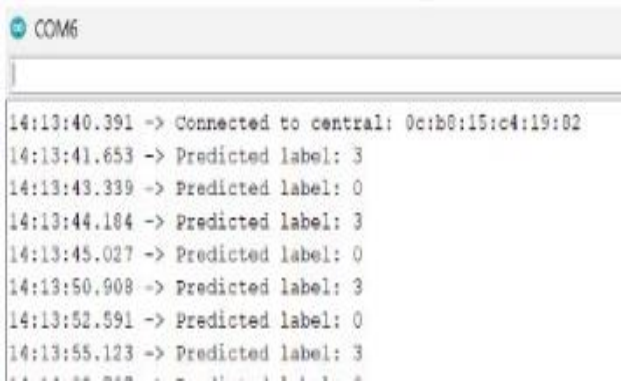 COM6
14:13:40.391 -> Connected to central: 0c:b8:15:c4:19:82
14:13:41.653 -> Predicted label: 3
14:13:43.339 -> Predicted label: 0
14:13:44.184 -> Predicted label: 3
14:13:45.027 -> Predicted label: 0
14:13:50.908 -> Predicted label: 3
14:13:52.591 -> Predicted label: 0
14:13:55.123 -> Predicted label: 3